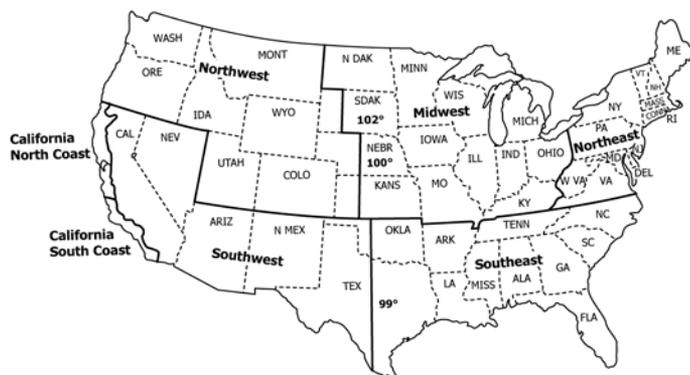 WASH
MONT
N DAK
MINN
ME
ORE
Northwest
VT
NH
IDA
WYO
SDAK
102°
WIS
Midwest
MICH
NY
MASS
CONN
RI
California
North Coast
CAL
NEV
UTAH
COLO
NEBR
100°
IOWA
ILL
IND
OHIO
PA
Northeast
NJ
MD
DEL
KANS
MO
KY
W VA
VA
California
South Coast
ARIZ
N MEX
Southwest
OKLA
ARK
TENN
NC
SC
Southeast
TEX
99°
LA
MISS
ALA
GA
FLA